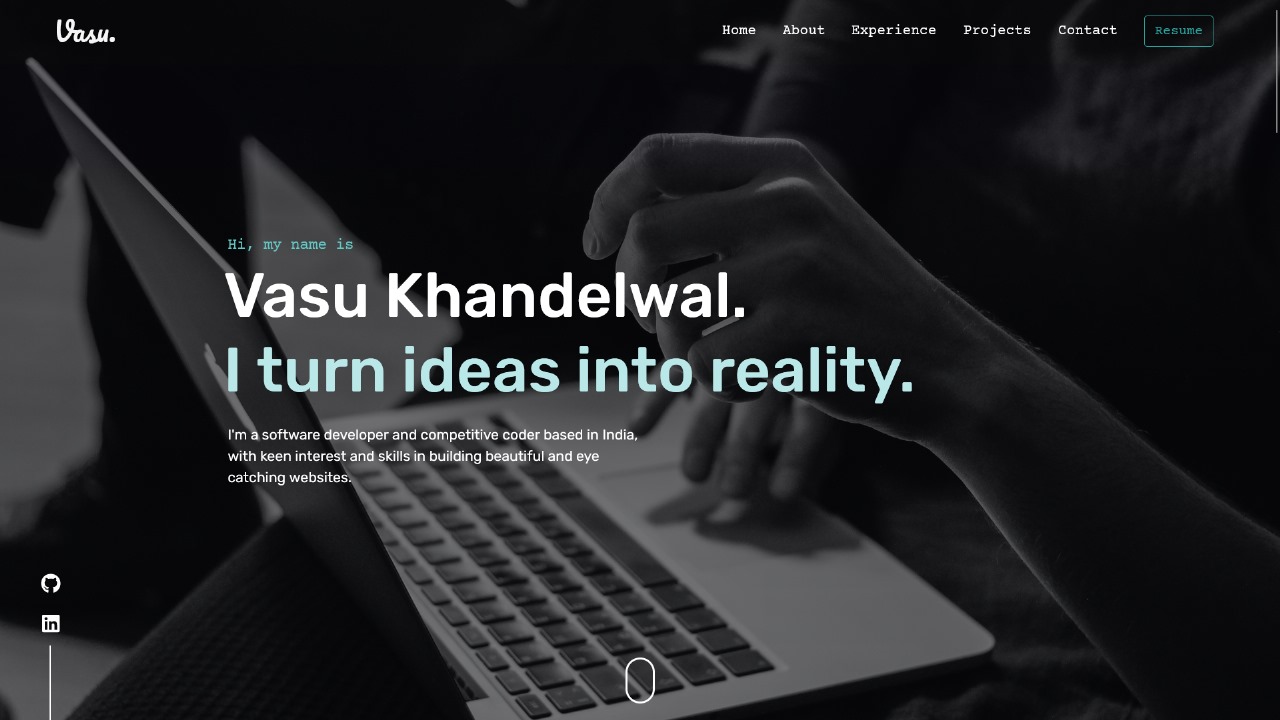 Vasu.
Home About Experience Projects Contact Resume
Hi, my name is
Vasu Khandelwal.
I turn ideas into reality.
I'm a software developer and competitive coder based in India,
with keen interest and skills in building beautiful and eye
catching websites.
in